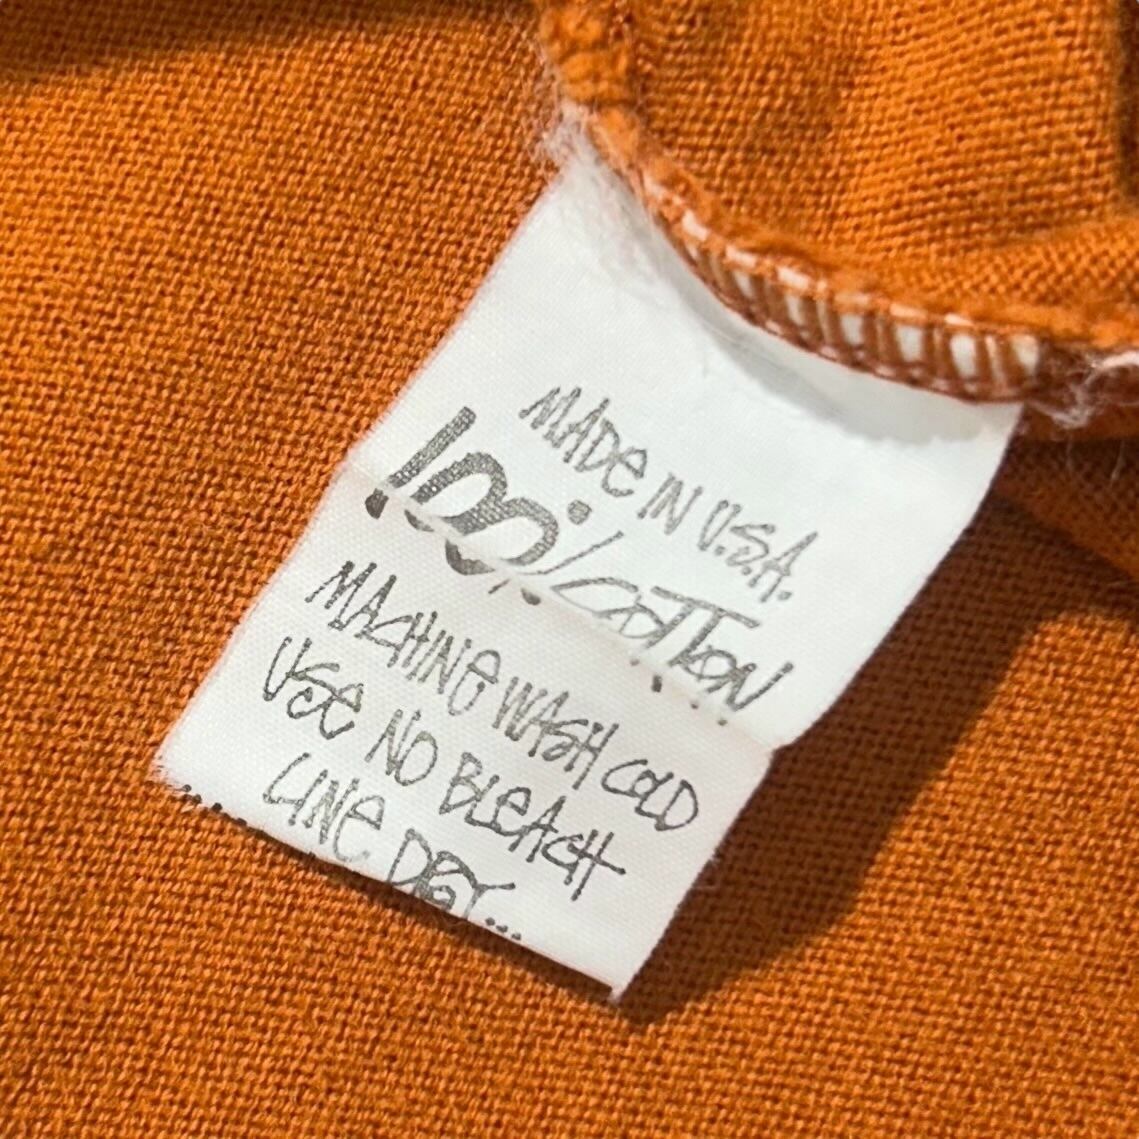 MADE IN U.S.A.
100% COTTON
MACHINE WASH COLD
USE NO BLEACH
LINE DRY...